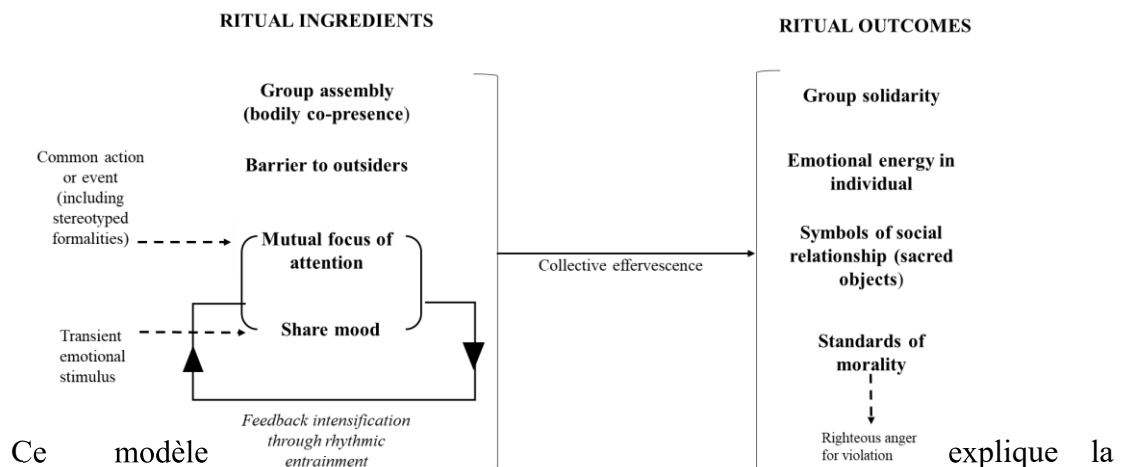 RITUAL INGREDIENTS
RITUAL OUTCOMES
Group assembly
(bodily co-presence)
Barrier to outsiders
Common action
or event
(including
stereotyped
formalities)
Mutual focus of
attention
Share mood
Transient
emotional
stimulus
Feedback intensification
through rhythmic
entrainment
Collective effervescence
Group solidarity
Emotional energy in
individual
Symbols of social
relationship (sacred
objects)
Standards of
morality
Righteous anger
for violation
Ce modèle explique la